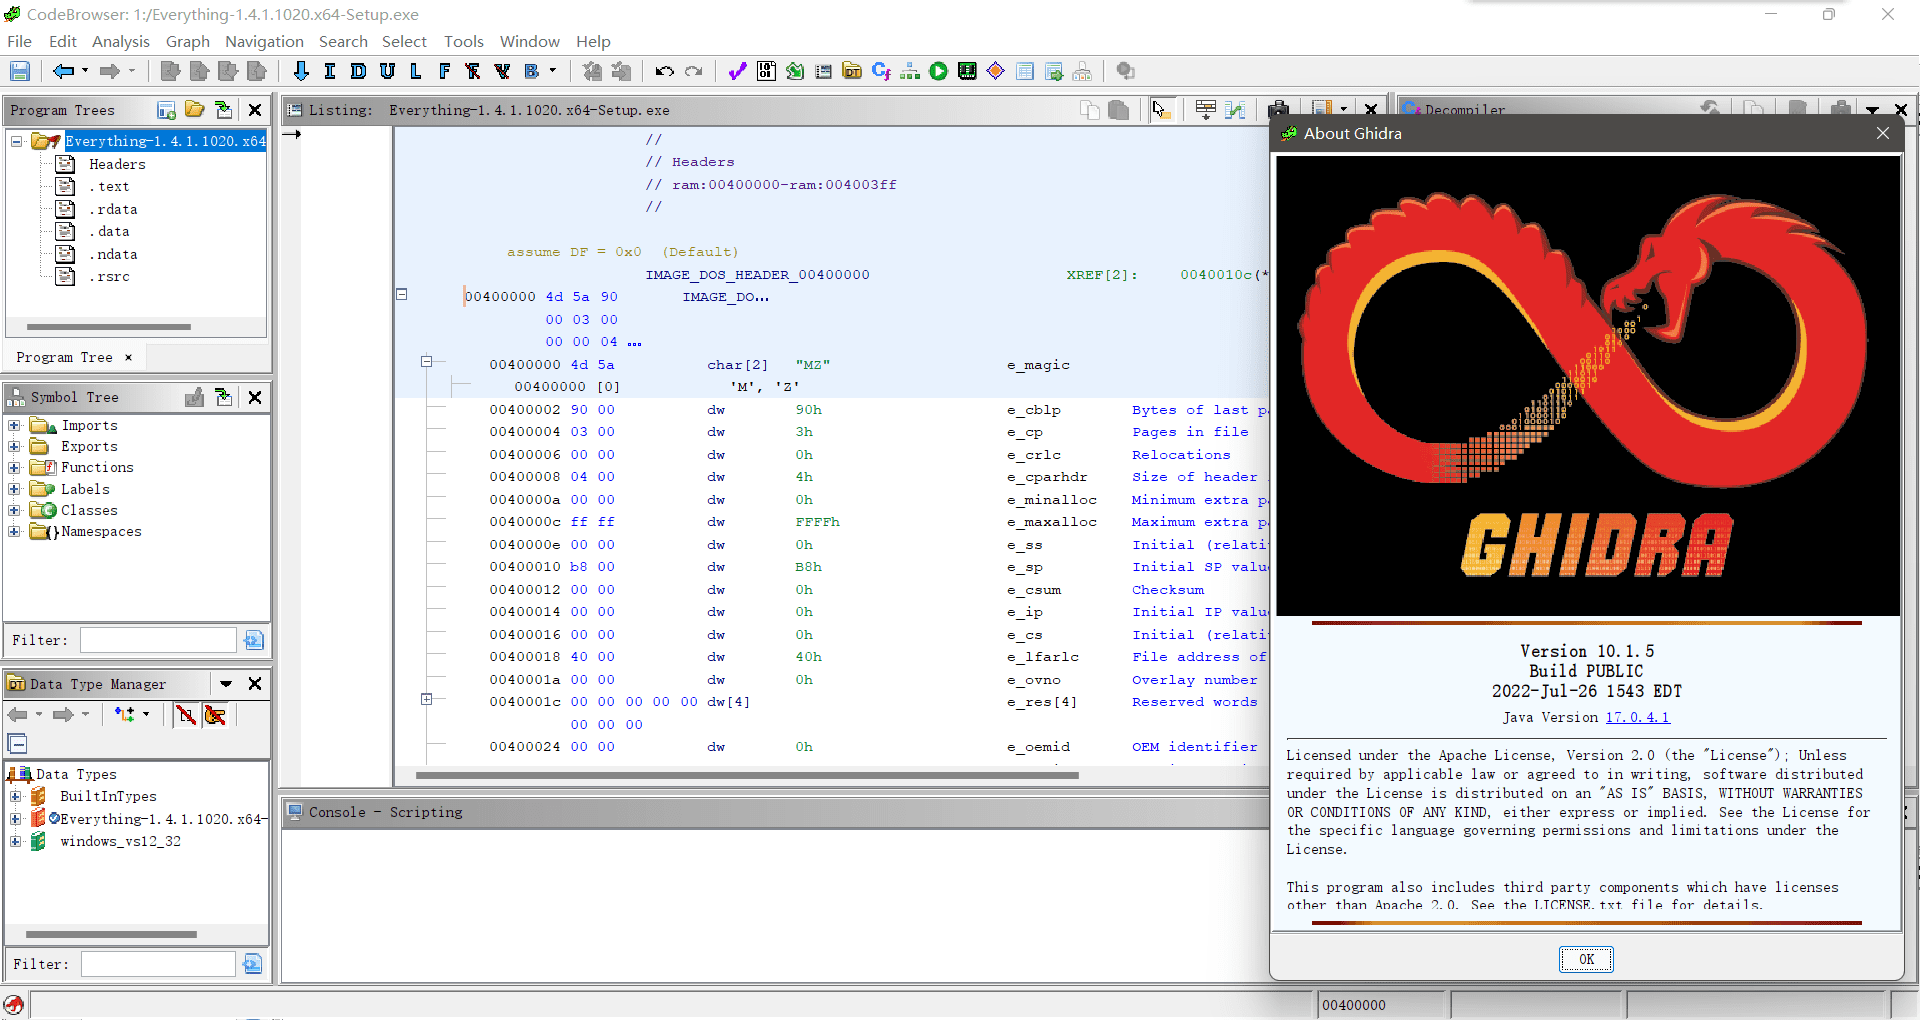 CodeBrowser: 1:/Everything-1.4.1.1020.x64-Setup.exe
File Edit Analysis Graph Navigation Search Select Tools Window Help
Program Trees
Everything-1.4.1.1020.x64
Headers
.text
.rdata
.data
.ndata
.rsrc
Program Tree ×
Symbol Tree
Imports
Exports
Functions
Labels
Classes
Namespaces
Filter:
Data Type Manager
Data Types
BuiltInTypes
Everything-1.4.1.1020.x64-
windows_vs12_32
Filter:
Listing: Everything-1.4.1.1020.x64-Setup.exe
//
// Headers
// ram:00400000-ram:004003ff
//
assume DF = 0x0 (Default)
IMAGE_DOS_HEADER_00400000 XREF[2]: 0040010c(*
00400000 4d 5a 90 IMAGE_DO...
00 03 00
00 00 04 ...
00400000 4d 5a char[2] "MZ" e_magic
00400000 [0] 'M', 'Z'
00400002 90 00 dw 90h e_cblp Bytes of last p
00400004 03 00 dw 3h e_cp Pages in file
00400006 00 00 dw 0h e_crlc Relocations
00400008 04 00 dw 4h e_cparhdr Size of header
0040000a 00 00 dw 0h e_minalloc Minimum extra p
0040000c ff ff dw FFFFh e_maxalloc Maximum extra p
0040000e 00 00 dw 0h e_ss Initial (relati
00400010 b8 00 dw B8h e_sp Initial SP valu
00400012 00 00 dw 0h e_csum Checksum
00400014 00 00 dw 0h e_ip Initial IP valu
00400016 00 00 dw 0h e_cs Initial (relati
00400018 40 00 dw 40h e_lfarlc File address of
0040001a 00 00 dw 0h e_ovno Overlay number
0040001c 00 00 00 00 00 dw[4] e_res[4] Reserved words
00 00 00
00400024 00 00 dw 0h e_oemid OEM identifier
Console - Scripting
Decompiler
About Ghidra
GHIDRA
Version 10.1.5
Build PUBLIC
2022-Jul-26 1543 EDT
Java Version 17.0.4.1
Licensed under the Apache License, Version 2.0 (the "License"); Unless
required by applicable law or agreed to in writing, software distributed
under the License is distributed on an "AS IS" BASIS, WITHOUT WARRANTIES
OR CONDITIONS OF ANY KIND, either express or implied. See the License for
the specific language governing permissions and limitations under the
License.
This program also includes third party components which have licenses
other than Apache 2.0. See the LICENSE.txt file for details.
OK
00400000